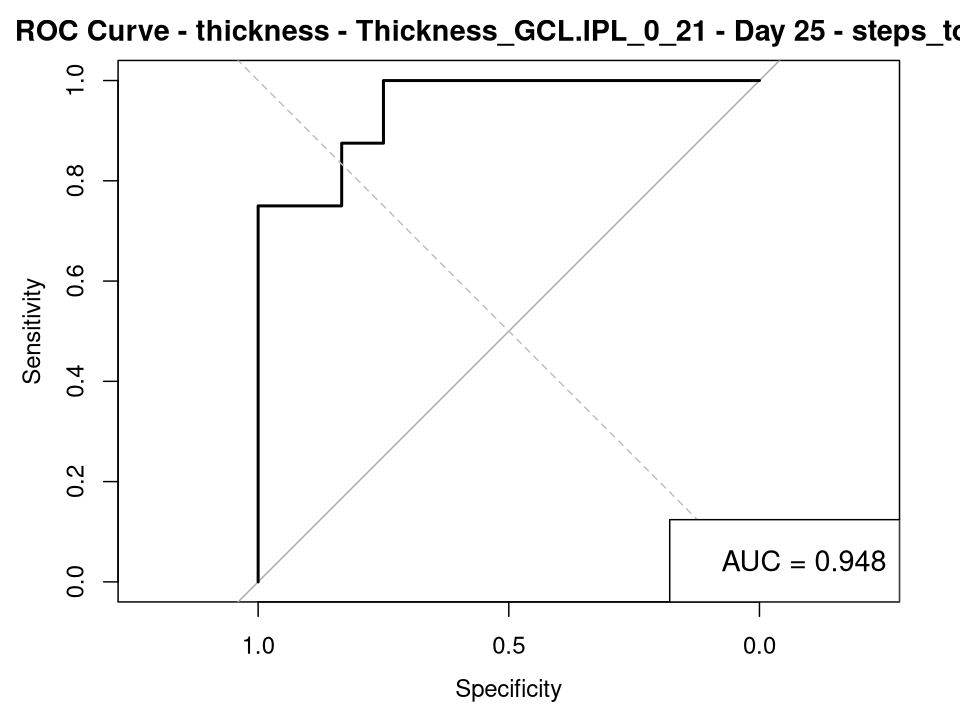 ROC Curve - thickness - Thickness_GCL.IPL_0_21 - Day 25 - steps_to
1.0
0.8
0.6
0.4
0.2
0.0
Sensitivity
AUC = 0.948
1.0 0.5 0.0
Specificity